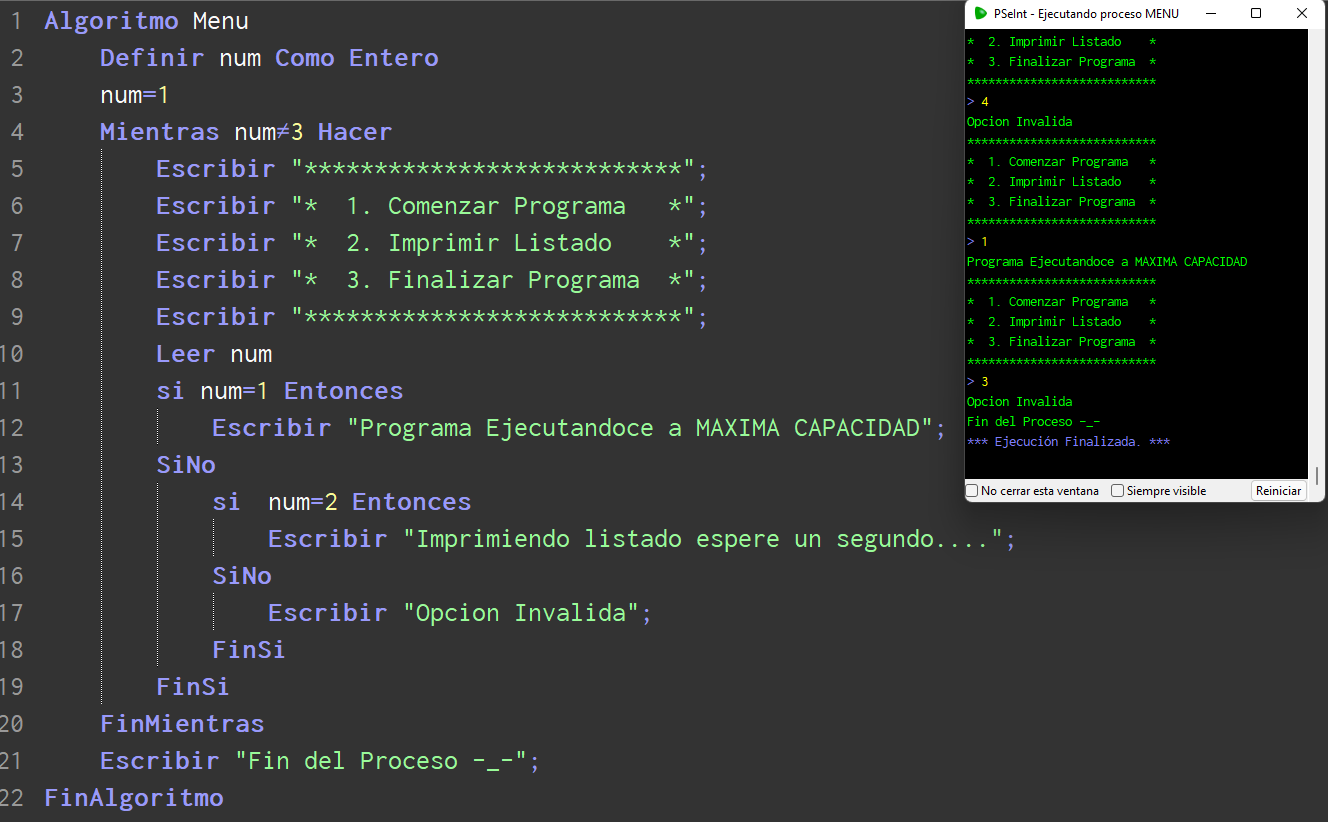 1 Algoritmo Menu
2 Definir num Como Entero
3 num=1
4 Mientras num≠3 Hacer
5 Escribir "***************************";
6 Escribir "*  1. Comenzar Programa   *";
7 Escribir "*  2. Imprimir Listado    *";
8 Escribir "*  3. Finalizar Programa  *";
9 Escribir "***************************";
10 Leer num
11 si num=1 Entonces
12 Escribir "Programa Ejecutandoce a MAXIMA CAPACIDAD";
13 SiNo
14 si  num=2 Entonces
15 Escribir "Imprimiendo listado espere un segundo....";
16 SiNo
17 Escribir "Opcion Invalida";
18 FinSi
19 FinSi
20 FinMientras
21 Escribir "Fin del Proceso -_-";
22 FinAlgoritmo
PSeInt - Ejecutando proceso MENU
*  2. Imprimir Listado    *
*  3. Finalizar Programa  *
***************************
> 4
Opcion Invalida
***************************
*  1. Comenzar Programa   *
*  2. Imprimir Listado    *
*  3. Finalizar Programa  *
***************************
> 1
Programa Ejecutandoce a MAXIMA CAPACIDAD
***************************
*  1. Comenzar Programa   *
*  2. Imprimir Listado    *
*  3. Finalizar Programa  *
***************************
> 3
Opcion Invalida
Fin del Proceso -_-
*** Ejecución Finalizada. ***
No cerrar esta ventana Siempre visible Reiniciar